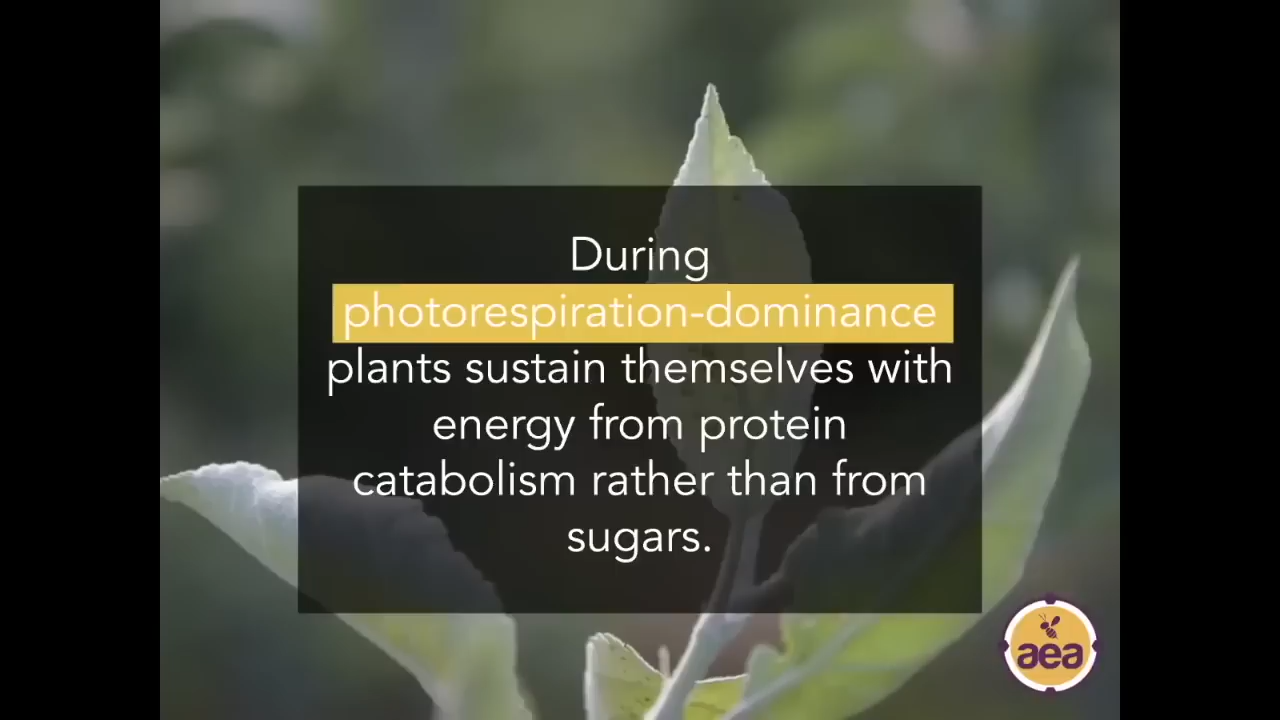 During
photorespiration-dominance
plants sustain themselves with
energy from protein
catabolism rather than from
sugars.
aea